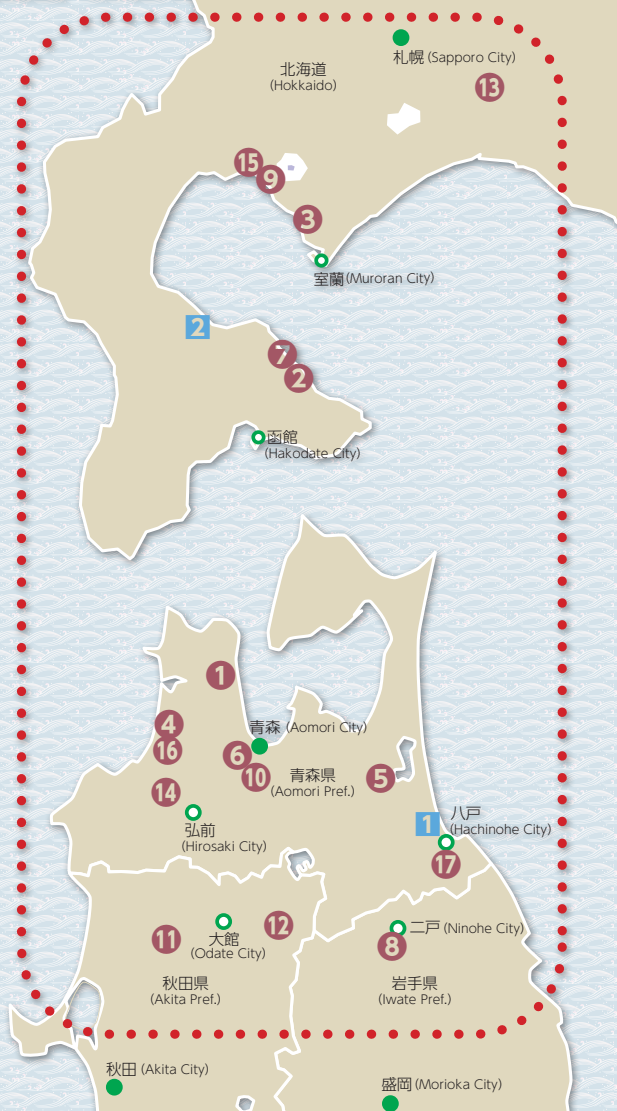 札幌 (Sapporo City)
北海道
(Hokkaido)
13
15
9
3
室蘭 (Muroran City)
2
7
2
函館
(Hakodate City)
1
4
青森 (Aomori City)
16
6
10
青森県
(Aomori Pref.)
5
14
弘前
(Hirosaki City)
1
八戸
(Hachinohe City)
17
11
大館
(Odate City)
12
二戸 (Ninohe City)
8
秋田県
(Akita Pref.)
岩手県
(Iwate Pref.)
秋田 (Akita City)
盛岡 (Morioka City)